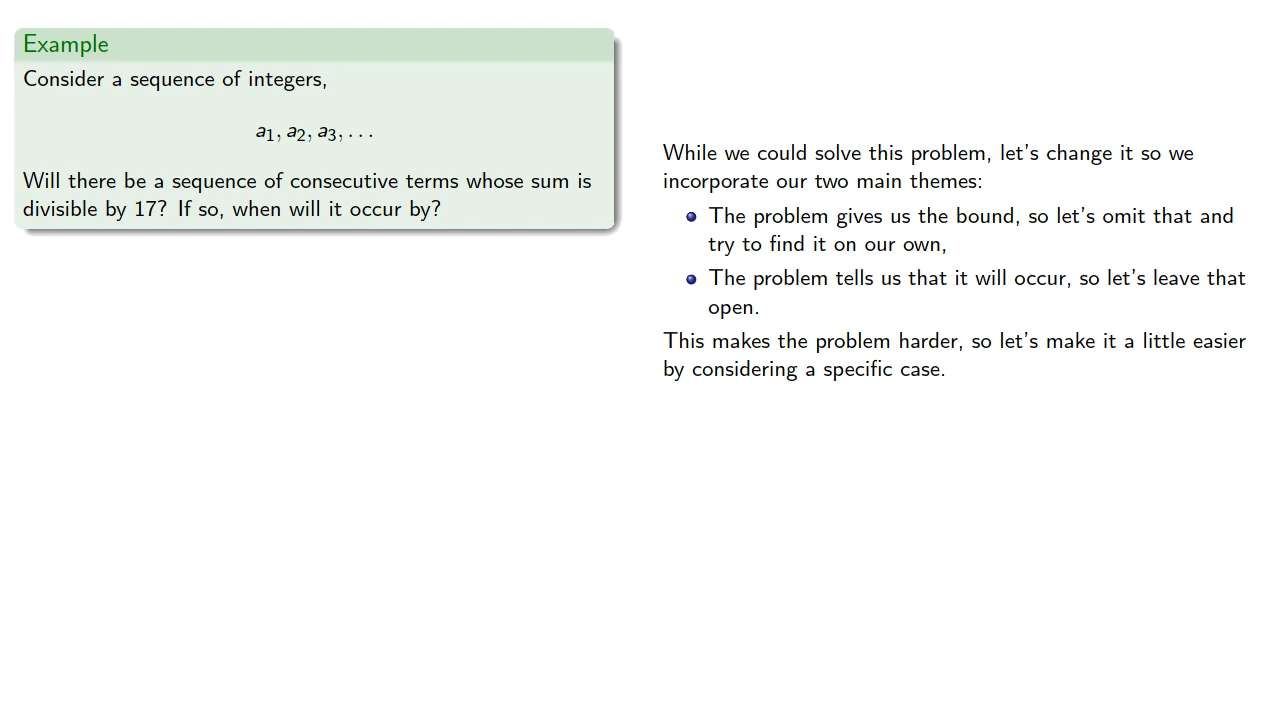 Example
Consider a sequence of integers,
a₁, a₂, a₃, . . .
Will there be a sequence of consecutive terms whose sum is
divisible by 17? If so, when will it occur by?
While we could solve this problem, let's change it so we
incorporate our two main themes:
The problem gives us the bound, so let's omit that and
try to find it on our own,
The problem tells us that it will occur, so let's leave that
open.
This makes the problem harder, so let's make it a little easier
by considering a specific case.